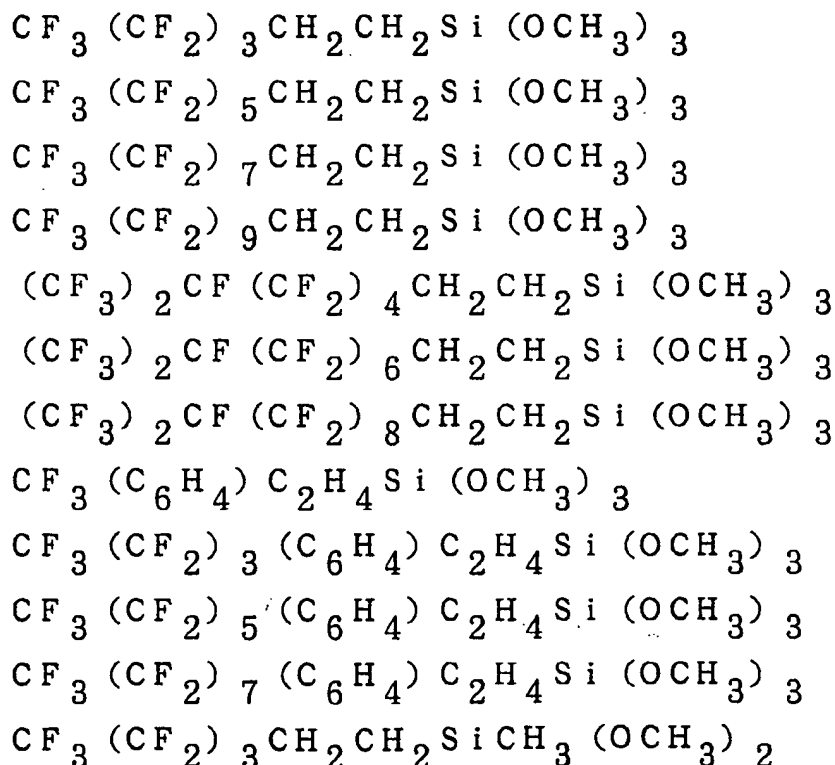 CF₃(CF₂)₃CH₂CH₂Si(OCH₃)₃
CF₃(CF₂)₅CH₂CH₂Si(OCH₃)₃
CF₃(CF₂)₇CH₂CH₂Si(OCH₃)₃
CF₃(CF₂)₉CH₂CH₂Si(OCH₃)₃
(CF₃)₂CF(CF₂)₄CH₂CH₂Si(OCH₃)₃
(CF₃)₂CF(CF₂)₆CH₂CH₂Si(OCH₃)₃
(CF₃)₂CF(CF₂)₈CH₂CH₂Si(OCH₃)₃
CF₃(C₆H₄)C₂H₄Si(OCH₃)₃
CF₃(CF₂)₃(C₆H₄)C₂H₄Si(OCH₃)₃
CF₃(CF₂)₅(C₆H₄)C₂H₄Si(OCH₃)₃
CF₃(CF₂)₇(C₆H₄)C₂H₄Si(OCH₃)₃
CF₃(CF₂)₃CH₂CH₂SiCH₃(OCH₃)₂